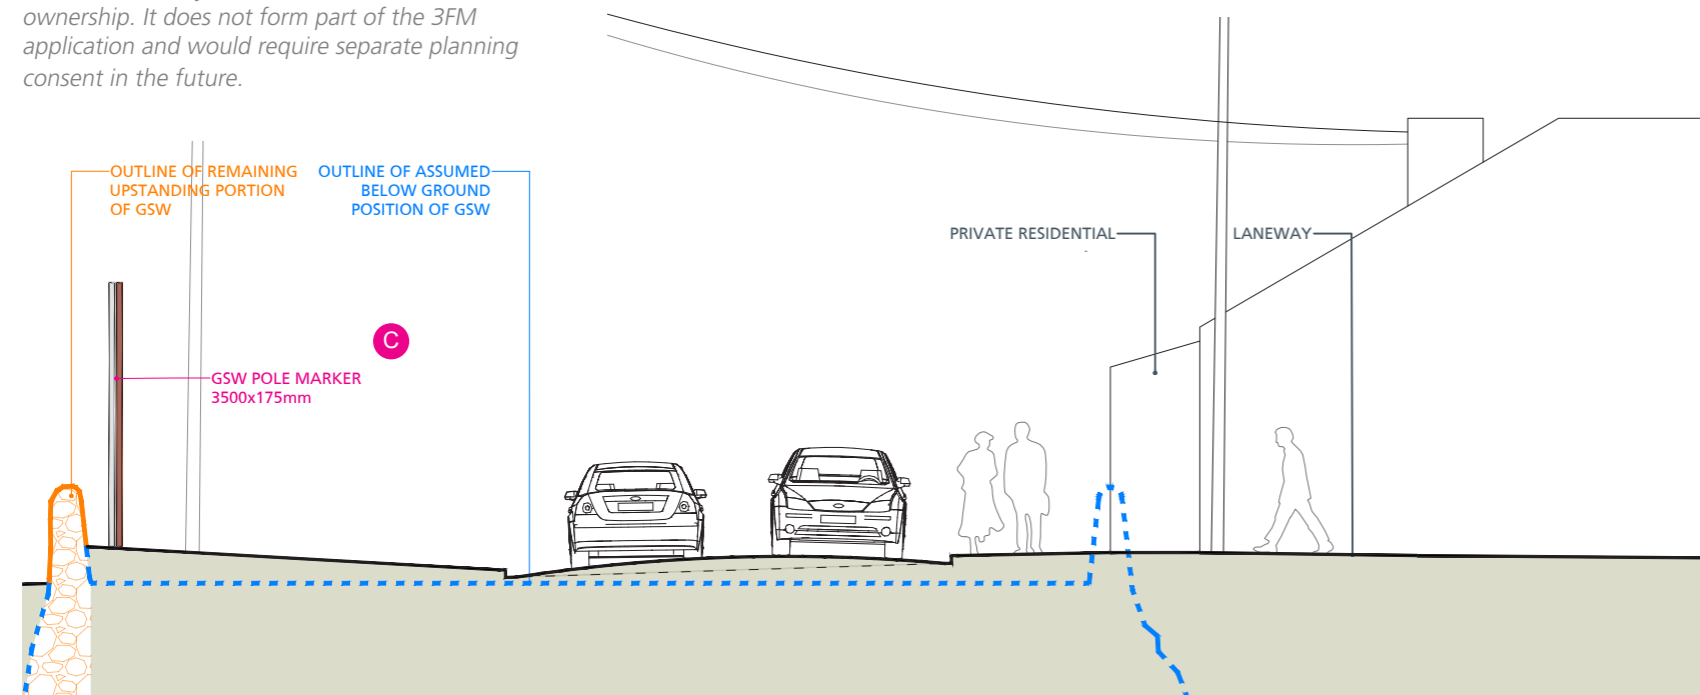 ownership. It does not form part of the 3FM
application and would require separate planning
consent in the future.
OUTLINE OF REMAINING
UPSTANDING PORTION
OF GSW
OUTLINE OF ASSUMED
BELOW GROUND
POSITION OF GSW
PRIVATE RESIDENTIAL
LANEWAY
C
GSW POLE MARKER
3500x175mm